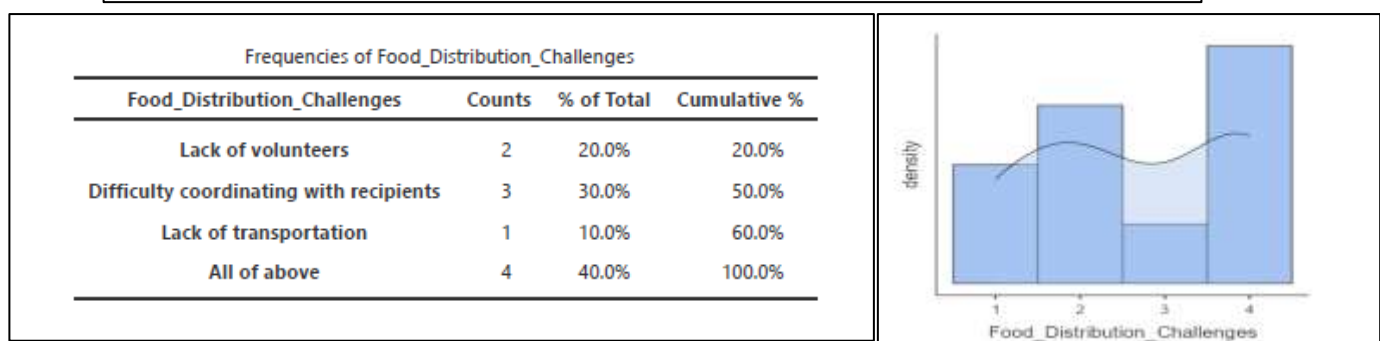 Frequencies of Food_Distribution_Challenges
Food_Distribution_Challenges Counts % of Total Cumulative %
Lack of volunteers 2 20.0% 20.0%
Difficulty coordinating with recipients 3 30.0% 50.0%
Lack of transportation 1 10.0% 60.0%
All of above 4 40.0% 100.0%
density
1 2 3 4
Food_Distribution_Challenges